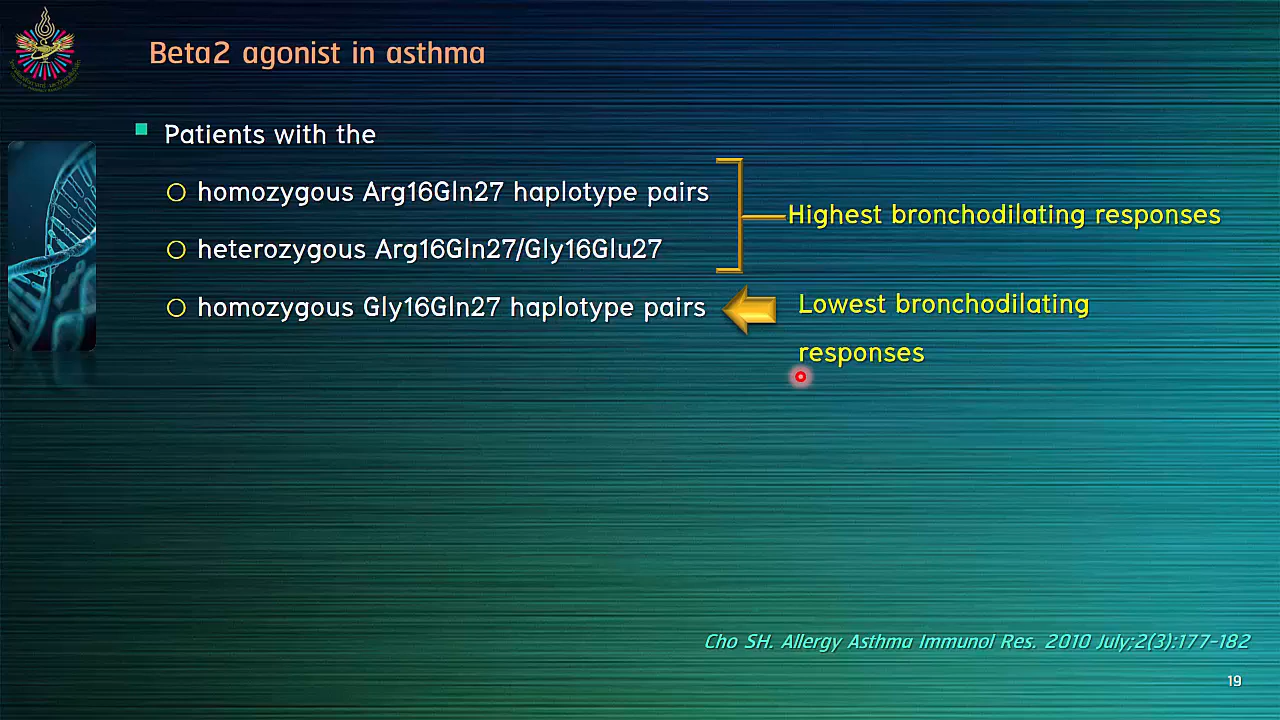 Beta2 agonist in asthma
Patients with the
homozygous Arg16Gln27 haplotype pairs
heterozygous Arg16Gln27/Gly16Glu27
Highest bronchodilating responses
homozygous Gly16Gln27 haplotype pairs
Lowest bronchodilating
responses
Cho SH. Allergy Asthma Immunol Res. 2010 July;2(3):177-182
19